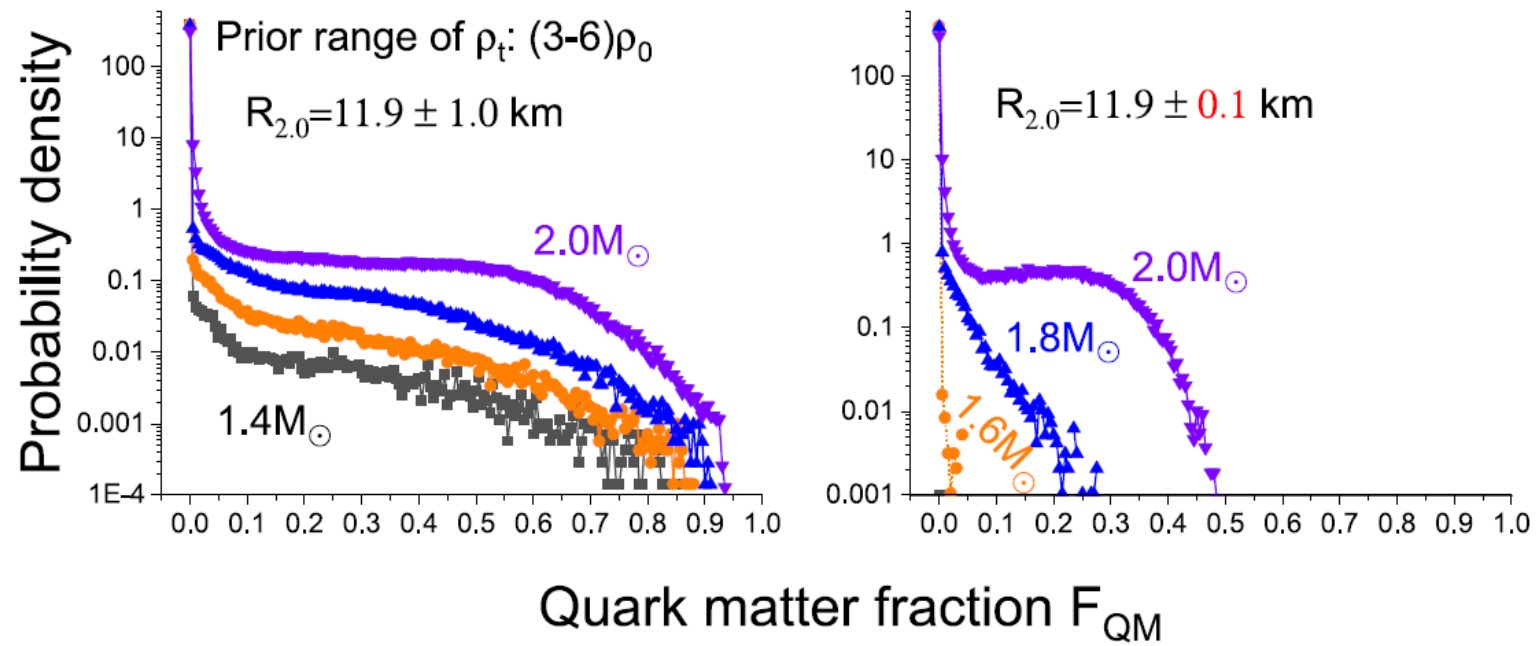 Probability density
Prior range of ρt: (3-6)ρ0
R2.0=11.9 ± 1.0 km
2.0M⊙
1.4M⊙
100
10
1
0.1
0.01
0.001
1E–4
0.0 0.1 0.2 0.3 0.4 0.5 0.6 0.7 0.8 0.9 1.0
R2.0=11.9 ± 0.1 km
2.0M⊙
1.8M⊙
1.6M⊙
100
10
1
0.1
0.01
0.001
0.0 0.1 0.2 0.3 0.4 0.5 0.6 0.7 0.8 0.9 1.0
Quark matter fraction FQM